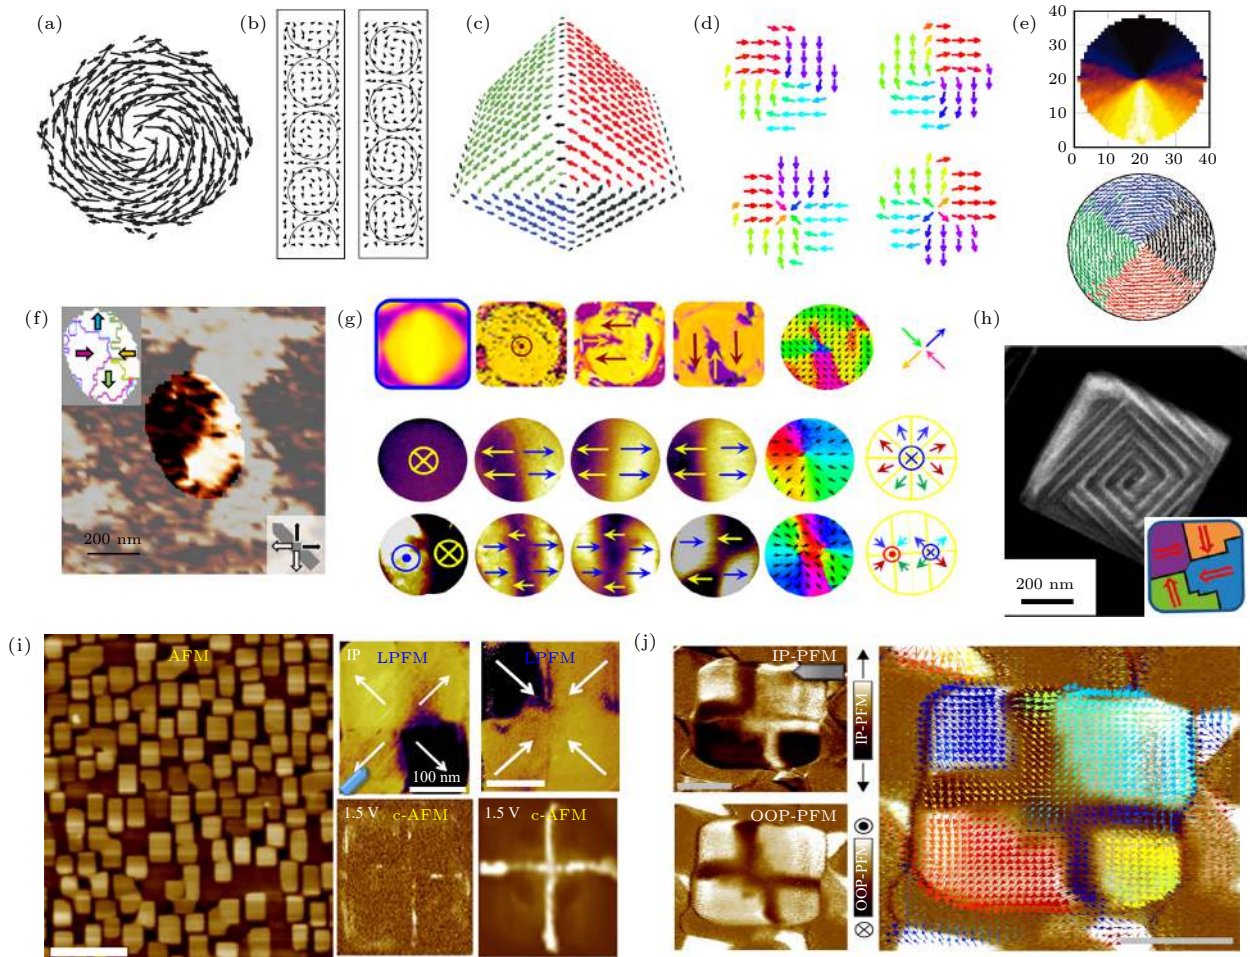 (a)
(b)
(c)
(d)
(e)
40
30
20
10
0
0 10 20 30 40
(f)
200 nm
(g)
(h)
200 nm
(i)
AFM
IP
LPFM
100 nm
LPFM
1.5 V
c-AFM
1.5 V
c-AFM
(j)
IP-PFM
IP-PFM
OOP-PFM
OOP-PFM